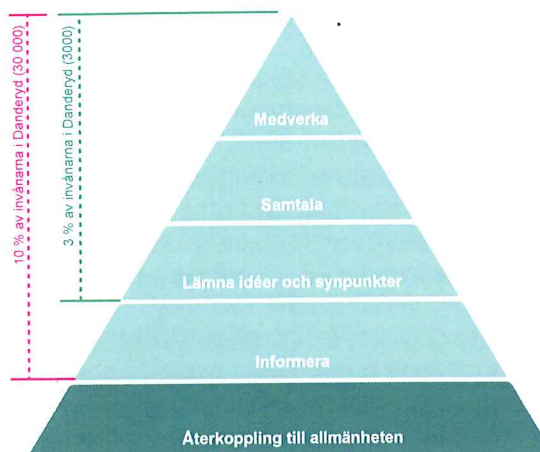 10 % av invånarna i Danderyd (30 000)
3 % av invånarna i Danderyd (3000)
Medverka
Samtala
Lämna idéer och synpunkter
Informera
Återkoppling till allmänheten